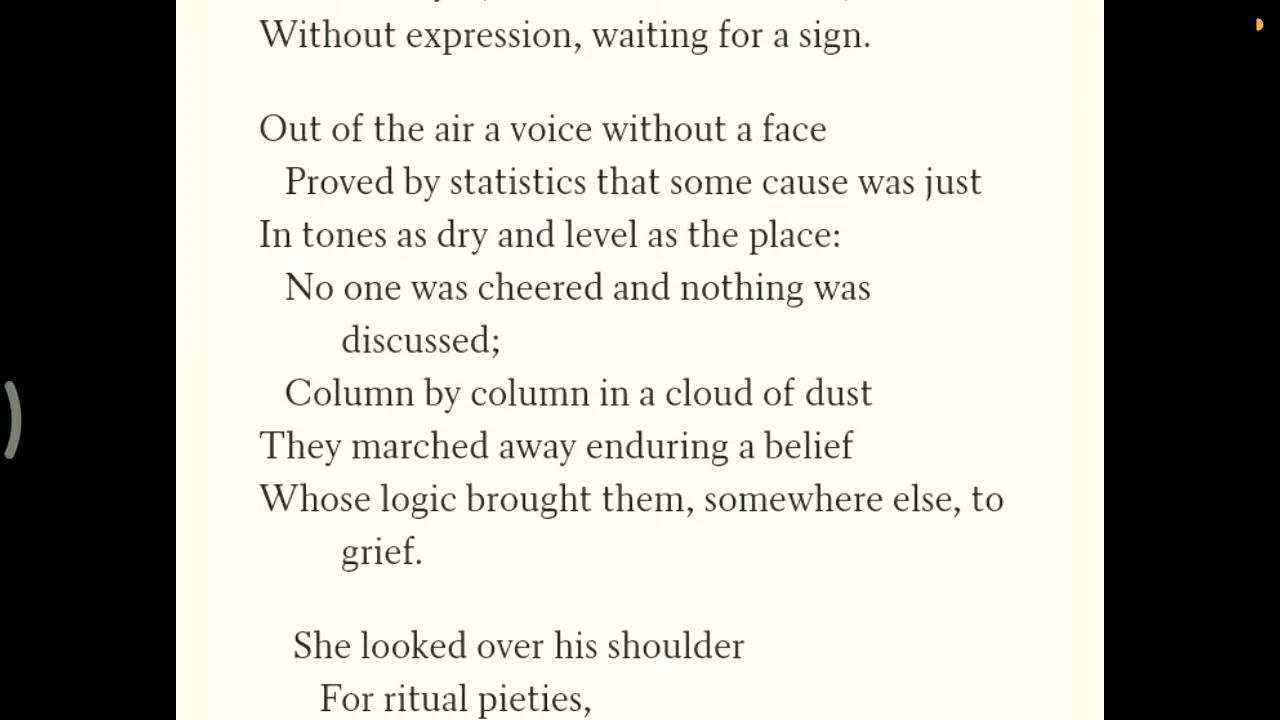 Without expression, waiting for a sign.
Out of the air a voice without a face
Proved by statistics that some cause was just
In tones as dry and level as the place:
No one was cheered and nothing was
discussed;
Column by column in a cloud of dust
They marched away enduring a belief
Whose logic brought them, somewhere else, to
grief.
She looked over his shoulder
For ritual pieties,